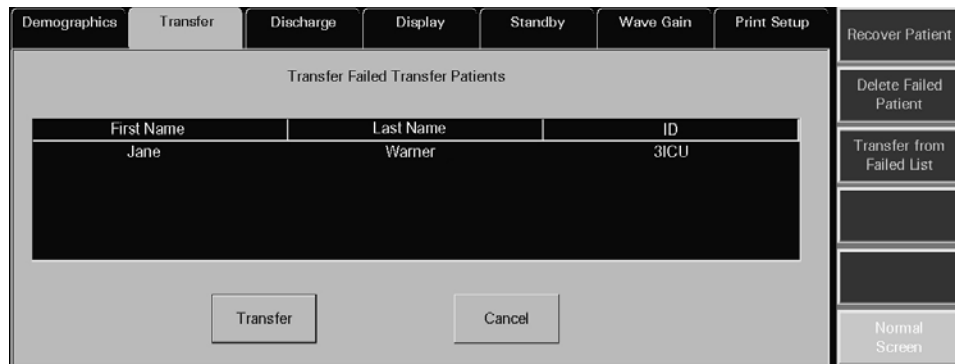 Demographics Transfer Discharge Display Standby Wave Gain Print Setup
Recover Patient
Transfer Failed Transfer Patients
Delete Failed
Patient
First Name Last Name ID
Jane Warner 3ICU
Transfer from
Failed List
Transfer Cancel
Normal
Screen